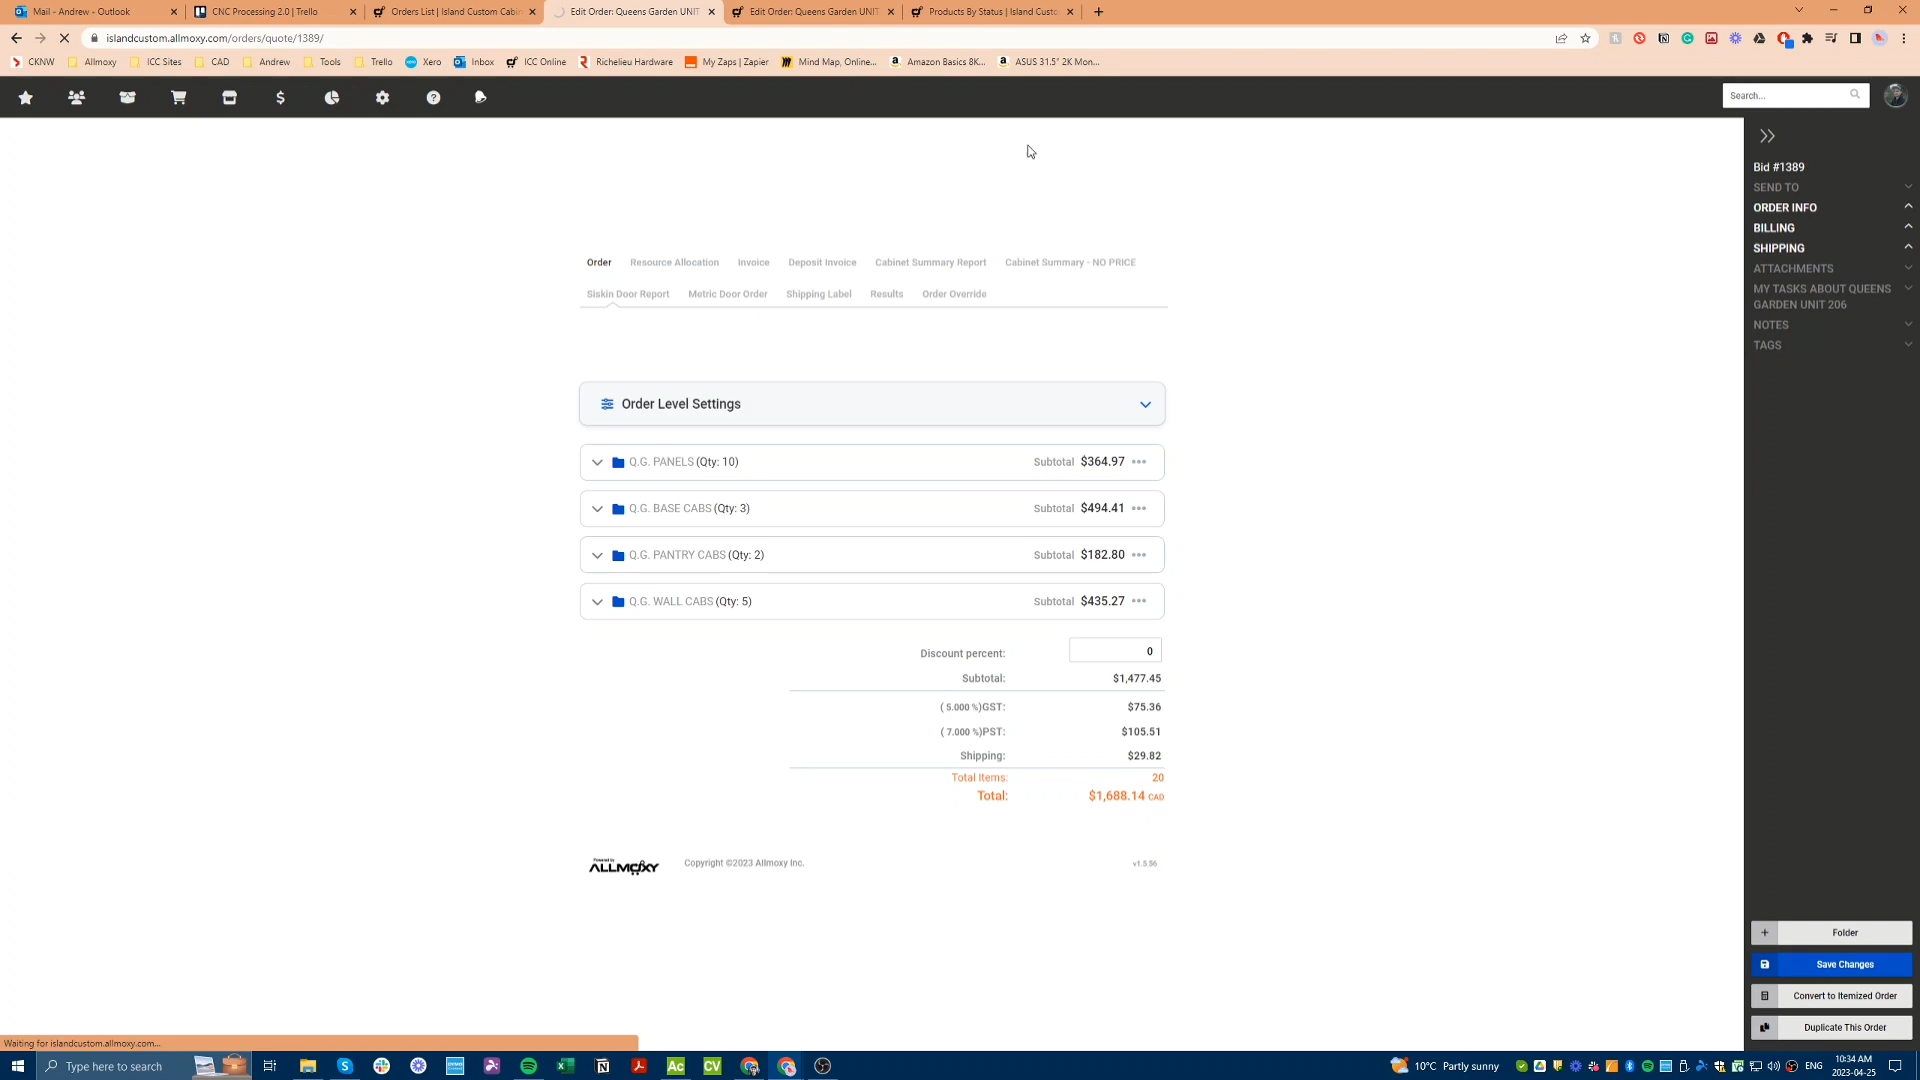 Mail - Andrew - Outlook
CNC Processing 2.0 | Trello
Orders List | Island Custom Cabi
Edit Order: Queens Garden UNIT
Edit Order: Queens Garden UNIT
Products By Status | Island Custo
islandcustom.allmoxy.com/orders/quote/1389/
CKNW
Allmoxy
ICC Sites
CAD
Andrew
Tools
Trello
Xero
Inbox
ICC Online
Richelieu Hardware
My Zaps | Zapier
Mind Map, Online...
Amazon Basics 8K...
ASUS 31.5" 2K Mon...
Search...
Bid #1389
SEND TO
ORDER INFO
BILLING
SHIPPING
ATTACHMENTS
MY TASKS ABOUT QUEENS
GARDEN UNIT 206
NOTES
TAGS
Order Resource Allocation Invoice Deposit Invoice Cabinet Summary Report Cabinet Summary - NO PRICE
Siskin Door Report Metric Door Order Shipping Label Results Order Override
Order Level Settings
Q.G. PANELS (Qty: 10) Subtotal $364.97
Q.G. BASE CABS (Qty: 3) Subtotal $494.41
Q.G. PANTRY CABS (Qty: 2) Subtotal $182.80
Q.G. WALL CABS (Qty: 5) Subtotal $435.27
Discount percent: 0
Subtotal: $1,477.45
( 5.000 %)GST: $75.36
( 7.000 %)PST: $105.51
Shipping: $29.82
Total Items: 20
Total: $1,688.14 CAD
Powered by
ALLMOXY
Copyright ©2023 Allmoxy Inc.
v1.5.56
Folder
Save Changes
Convert to Itemized Order
Duplicate This Order
Waiting for islandcustom.allmoxy.com...
Type here to search
Ac
CV
10°C Partly sunny
ENG
10:34 AM
2023-04-25